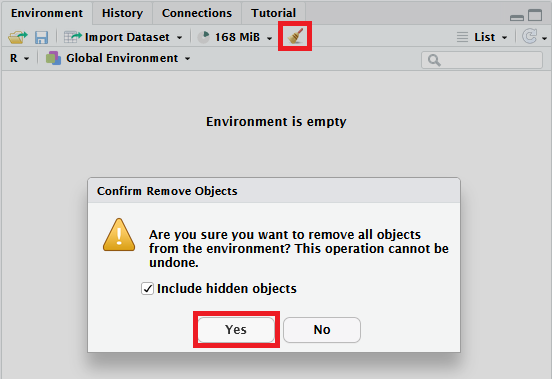 Environment History Connections Tutorial
Import Dataset 168 MiB List
R Global Environment
Environment is empty
Confirm Remove Objects
Are you sure you want to remove all objects
from the environment? This operation cannot be
undone.
Include hidden objects
Yes No